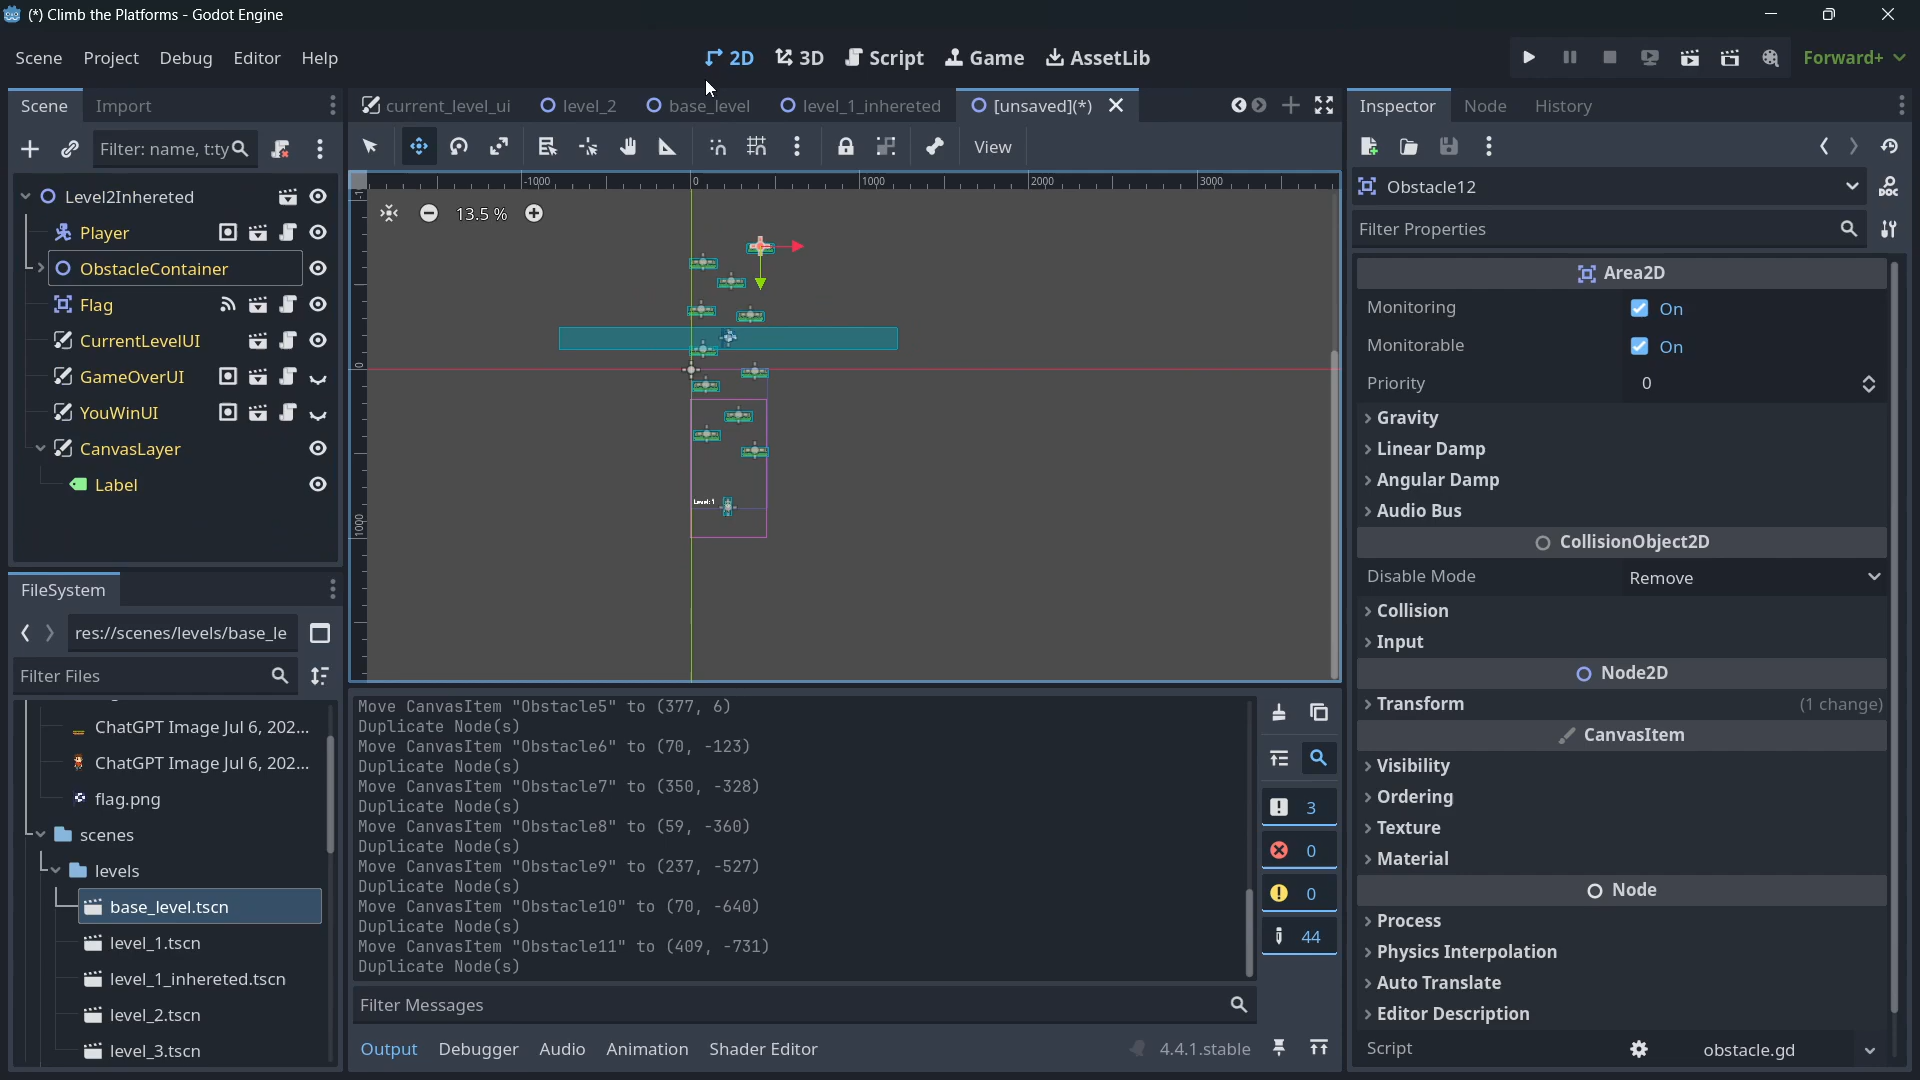 (*) Climb the Platforms - Godot Engine
Scene Project Debug Editor Help
2D 3D Script Game AssetLib
Forward+
Scene Import
current_level_ui level_2 base_level level_1_inhereted [unsaved](*)
Inspector Node History
Filter: name, t:ty
View
Obstacle12
DOC
Filter Properties
Level2Inhereted
Player
ObstacleContainer
Flag
CurrentLevelUI
GameOverUI
YouWinUI
CanvasLayer
Label
-1000 0 1000 2000 3000
13.5 %
0
1000
Level: 1
FileSystem
res://scenes/levels/base_le
Filter Files
ChatGPT Image Jul 6, 202...
ChatGPT Image Jul 6, 202...
flag.png
scenes
levels
base_level.tscn
level_1.tscn
level_1_inhereted.tscn
level_2.tscn
level_3.tscn
Move CanvasItem "Obstacle5" to (377, 6)
Duplicate Node(s)
Move CanvasItem "Obstacle6" to (70, -123)
Duplicate Node(s)
Move CanvasItem "Obstacle7" to (350, -328)
Duplicate Node(s)
Move CanvasItem "Obstacle8" to (59, -360)
Duplicate Node(s)
Move CanvasItem "Obstacle9" to (237, -527)
Duplicate Node(s)
Move CanvasItem "Obstacle10" to (70, -640)
Duplicate Node(s)
Move CanvasItem "Obstacle11" to (409, -731)
Duplicate Node(s)
3
0
0
44
Filter Messages
Output Debugger Audio Animation Shader Editor
4.4.1.stable
Area2D
Monitoring On
Monitorable On
Priority 0
Gravity
Linear Damp
Angular Damp
Audio Bus
CollisionObject2D
Disable Mode Remove
Collision
Input
Node2D
Transform (1 change)
CanvasItem
Visibility
Ordering
Texture
Material
Node
Process
Physics Interpolation
Auto Translate
Editor Description
Script obstacle.gd